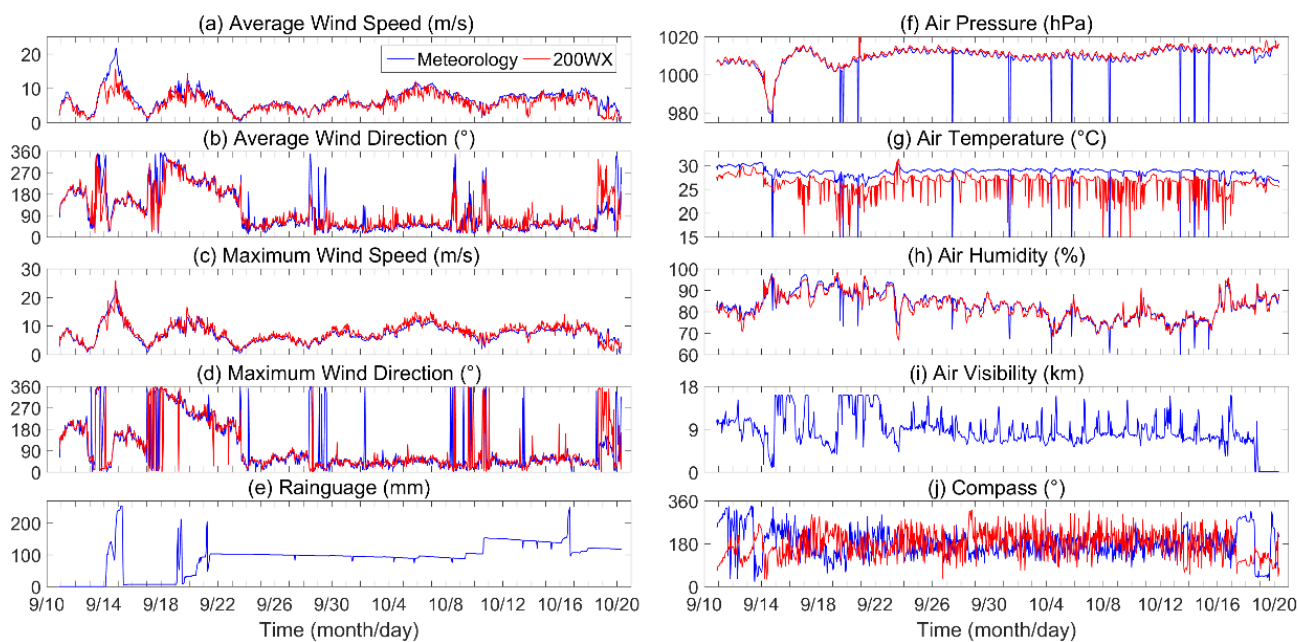 (a) Average Wind Speed (m/s)
20
10
0
Meteorology
200WX
(b) Average Wind Direction (°)
360
270
180
90
0
(c) Maximum Wind Speed (m/s)
30
20
10
0
(d) Maximum Wind Direction (°)
360
270
180
90
0
(e) Rainguage (mm)
200
100
0
9/10 9/14 9/18 9/22 9/26 9/30 10/4 10/8 10/12 10/16 10/20
Time (month/day)
(f) Air Pressure (hPa)
1020
1000
980
(g) Air Temperature (°C)
30
25
20
15
(h) Air Humidity (%)
100
90
80
70
60
(i) Air Visibility (km)
18
9
0
(j) Compass (°)
360
180
0
9/10 9/14 9/18 9/22 9/26 9/30 10/4 10/8 10/12 10/16 10/20
Time (month/day)